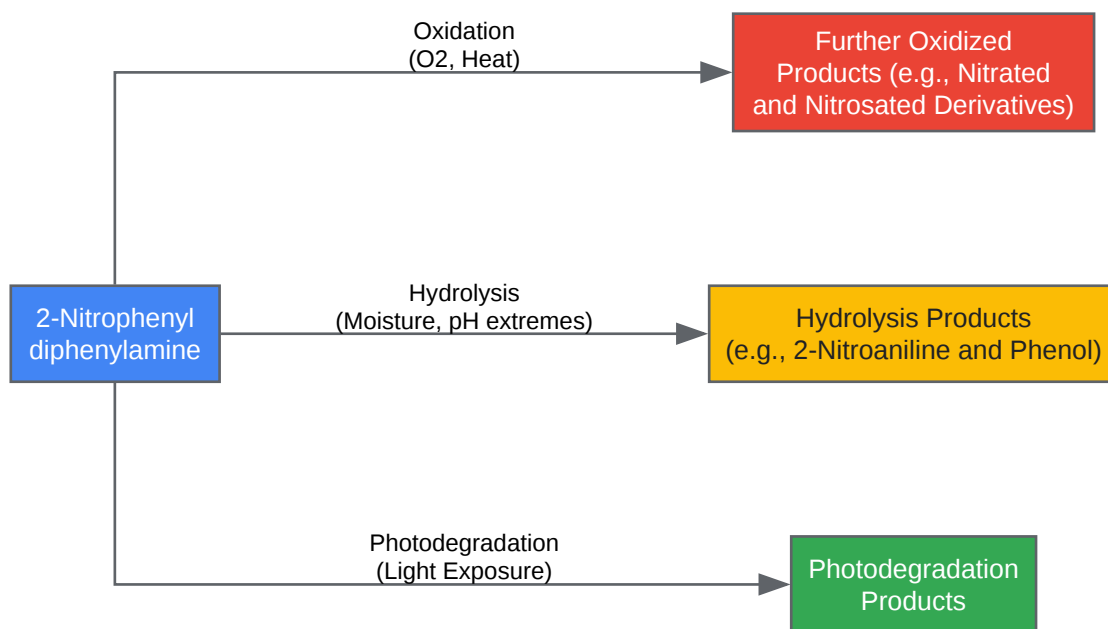 Oxidation
(O2, Heat)
Further Oxidized
Products (e.g., Nitrated
and Nitrosated Derivatives)
2-Nitrophenyl
diphenylamine
Hydrolysis
(Moisture, pH extremes)
Hydrolysis Products
(e.g., 2-Nitroaniline and Phenol)
Photodegradation
(Light Exposure)
Photodegradation
Products